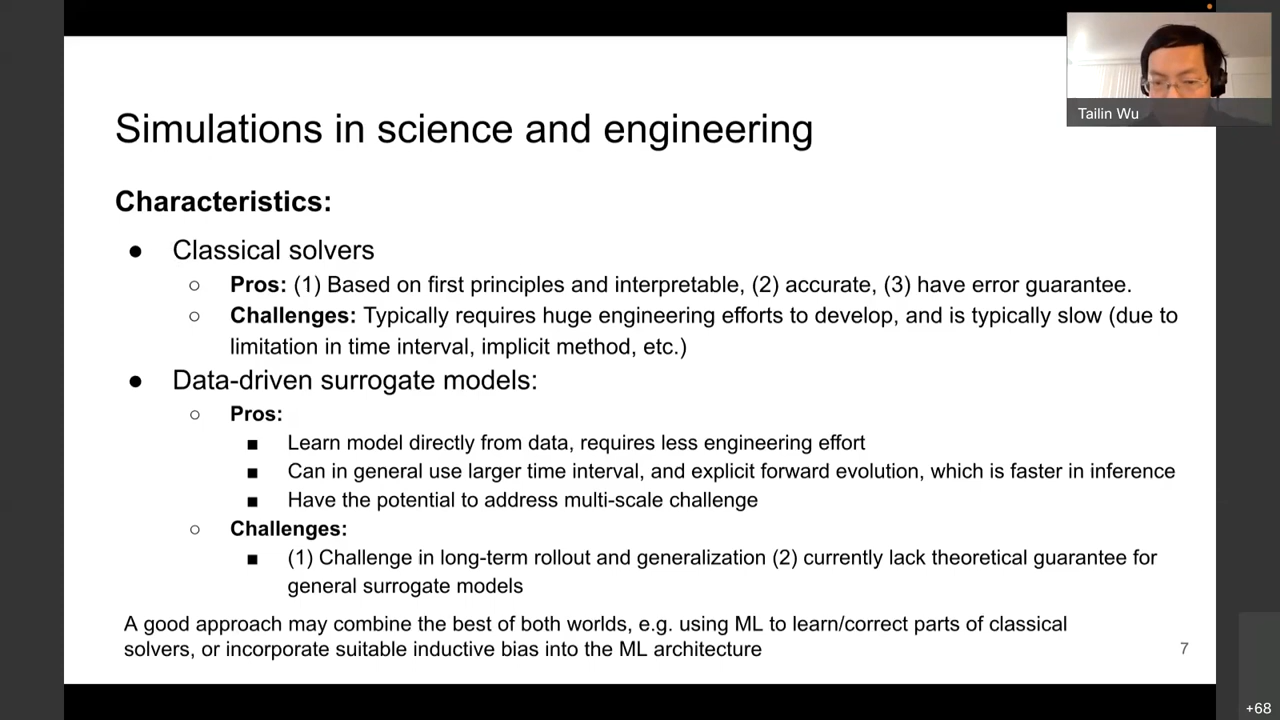 Tailin Wu
Simulations in science and engineering
Characteristics:
● Classical solvers
○ Pros: (1) Based on first principles and interpretable, (2) accurate, (3) have error guarantee.
○ Challenges: Typically requires huge engineering efforts to develop, and is typically slow (due to
limitation in time interval, implicit method, etc.)
● Data-driven surrogate models:
○ Pros:
■ Learn model directly from data, requires less engineering effort
■ Can in general use larger time interval, and explicit forward evolution, which is faster in inference
■ Have the potential to address multi-scale challenge
○ Challenges:
■ (1) Challenge in long-term rollout and generalization (2) currently lack theoretical guarantee for
general surrogate models
A good approach may combine the best of both worlds, e.g. using ML to learn/correct parts of classical
solvers, or incorporate suitable inductive bias into the ML architecture
7
+68